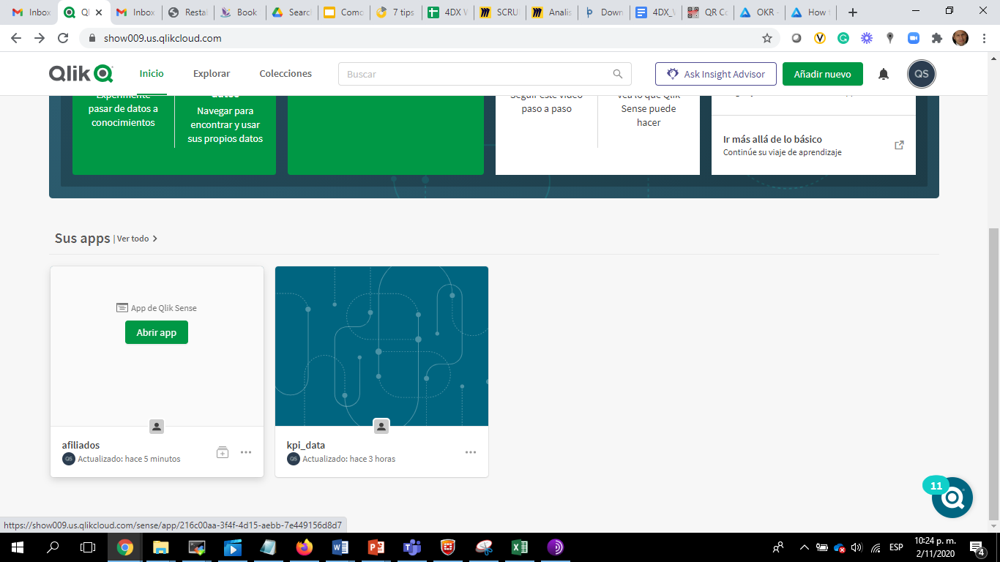 Inbox
Ql
Inbox
Restal
Book
Searc
Como
7 tips
4DX W
SCRU
Analis
Down
4DX_V
QR Co
OKR -
How t
show009.us.qlikcloud.com
Qlik
Inicio
Explorar
Colecciones
Buscar
Ask Insight Advisor
Añadir nuevo
QS
Experimente
pasar de datos a
conocimientos
datos
Navegar para
encontrar y usar
sus propios datos
Seguir este vídeo
paso a paso
Vea lo que Qlik
Sense puede
hacer
Ir más allá de lo básico
Continúe su viaje de aprendizaje
Sus apps | Ver todo
App de Qlik Sense
Abrir app
afiliados
QS Actualizado: hace 5 minutos
kpi_data
QS Actualizado: hace 3 horas
11
https://show009.us.qlikcloud.com/sense/app/216c00aa-3f4f-4d15-aebb-7e449156d8d7
ESP
10:24 p. m.
2/11/2020
4